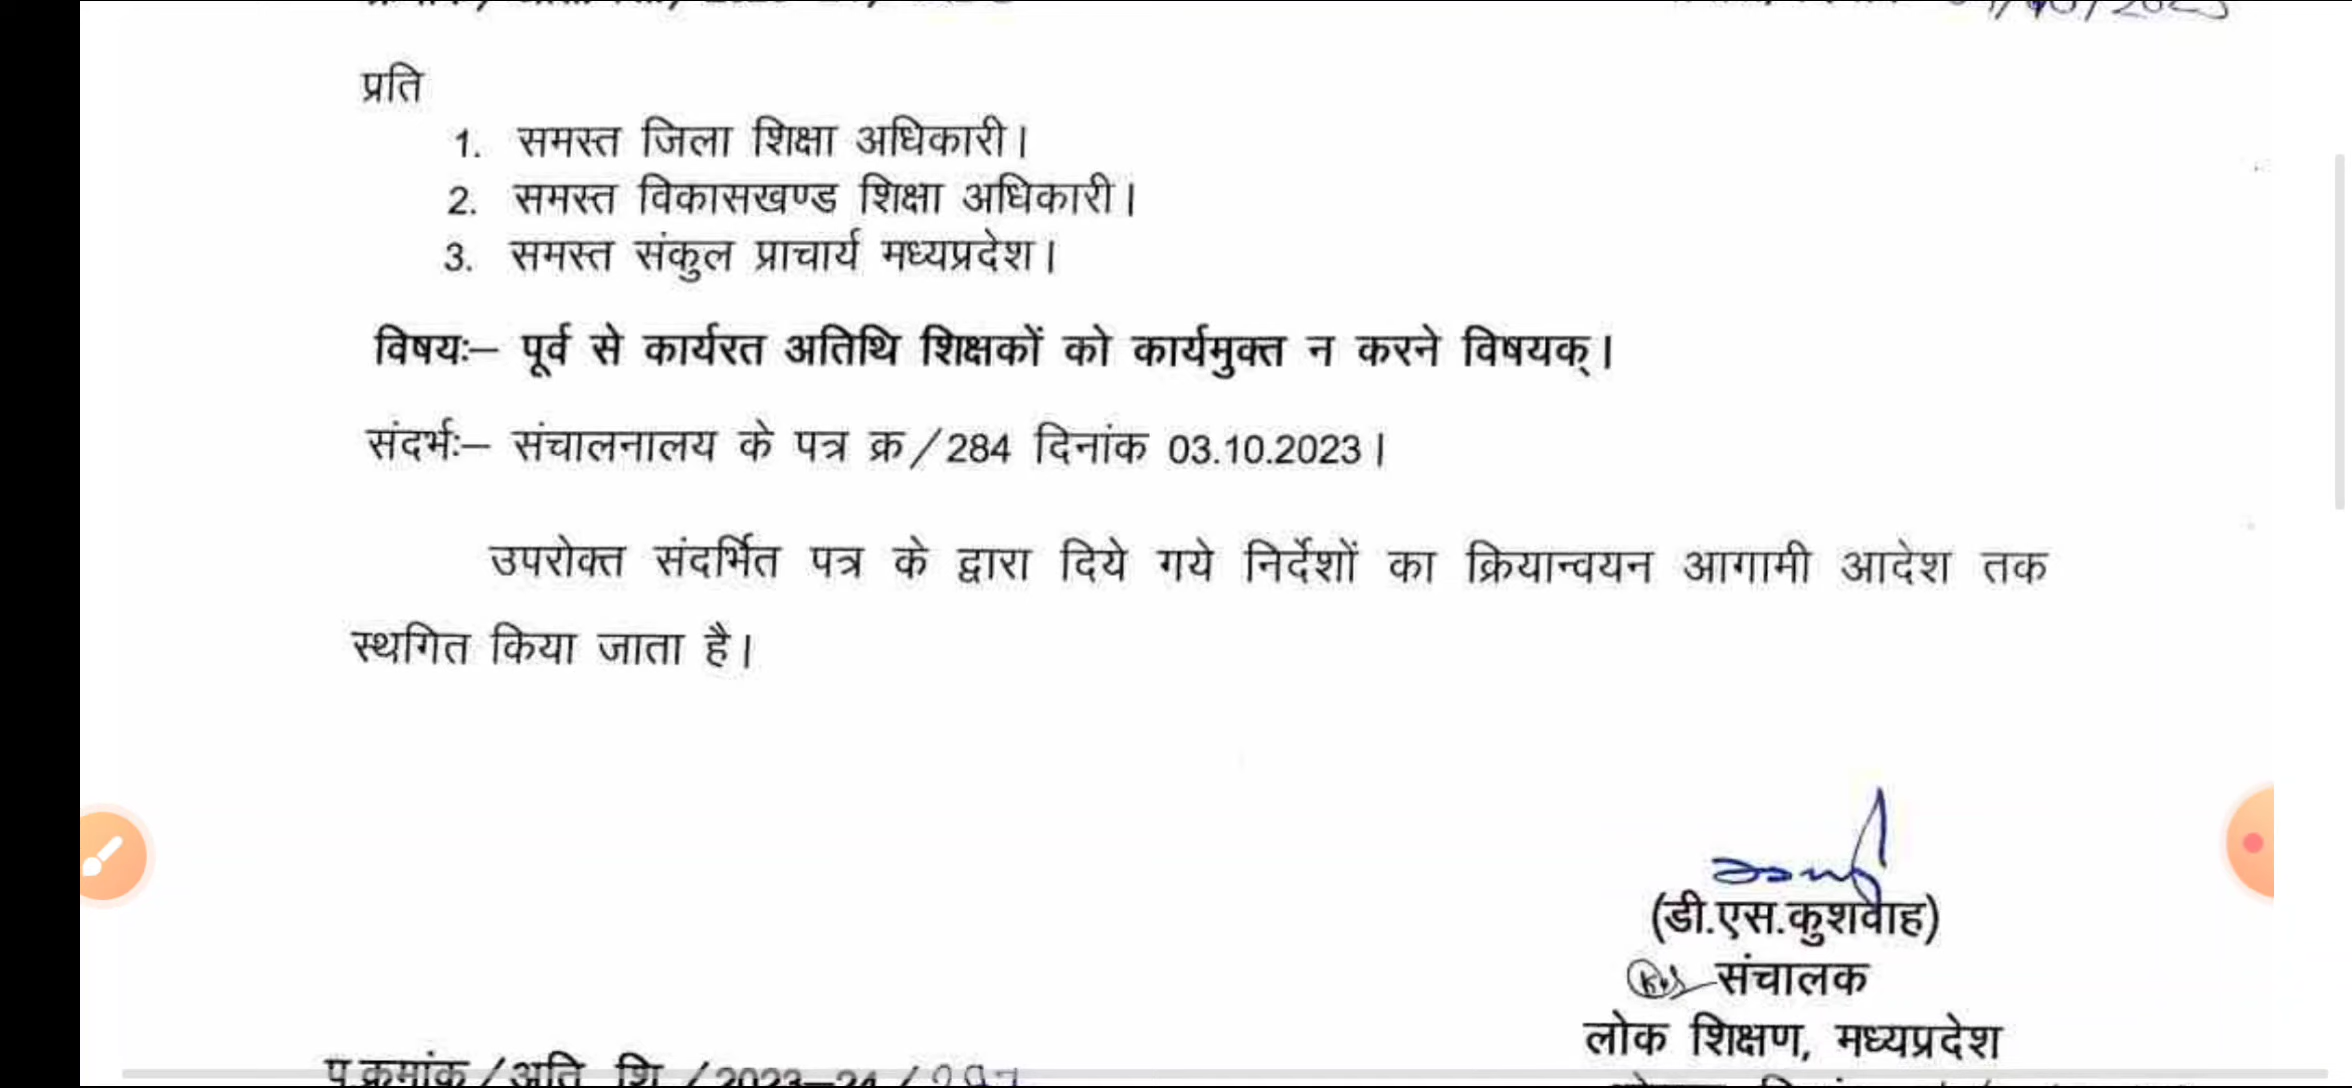 प्रति
1. समस्त जिला शिक्षा अधिकारी।
2. समस्त विकासखण्ड शिक्षा अधिकारी।
3. समस्त संकुल प्राचार्य मध्यप्रदेश।
विषयः– पूर्व से कार्यरत अतिथि शिक्षकों को कार्यमुक्त न करने विषयक्।
संदर्भः– संचालनालय के पत्र क्र/284 दिनांक 03.10.2023।
उपरोक्त संदर्भित पत्र के द्वारा दिये गये निर्देशों का क्रियान्वयन आगामी आदेश तक
स्थगित किया जाता है।
(डी.एस.कुशवाह)
संचालक
लोक शिक्षण, मध्यप्रदेश
/2023–24/